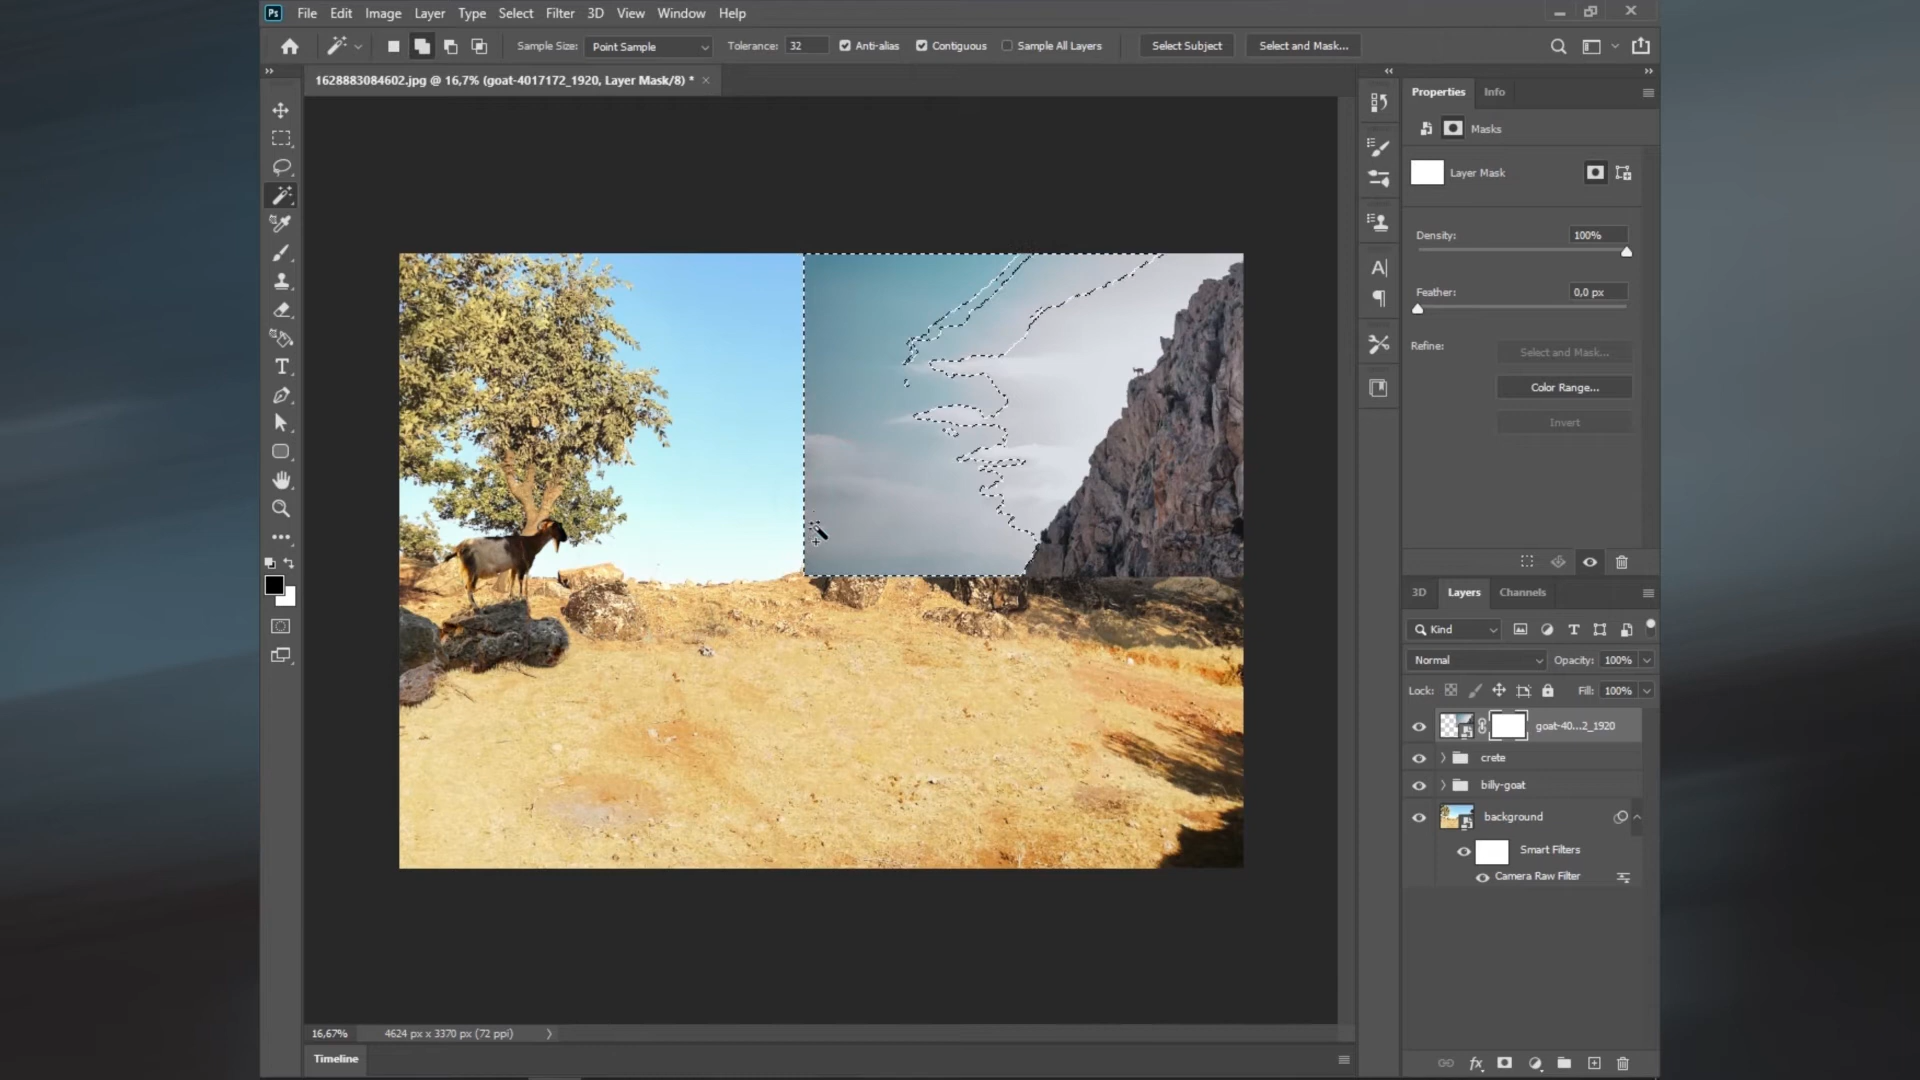 Ps File Edit Image Layer Type Select Filter 3D View Window Help
Sample Size: Point Sample Tolerance: 32 Anti-alias Contiguous Sample All Layers Select Subject Select and Mask...
1628883084602.jpg @ 16,7% (goat-4017172_1920, Layer Mask/8) *
Properties Info
Masks
Layer Mask
Density: 100%
Feather: 0,0 px
Refine: Select and Mask...
Color Range...
Invert
3D Layers Channels
Kind
Normal Opacity: 100%
Lock: Fill: 100%
goat-40...2_1920
crete
billy-goat
background
Smart Filters
Camera Raw Filter
16,67% 4624 px x 3370 px (72 ppi)
Timeline